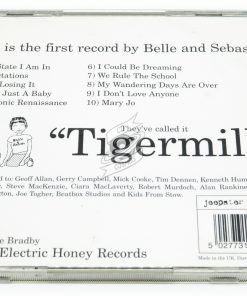 is the first record by Belle and Sebas
State I Am In
ctations
Losing It
Just A Baby
onic Renaissance
6) I Could Be Dreaming
7) We Rule The School
8) My Wandering Days Are Over
9) I Don't Love Anyone
10) Mary Jo
They've called it
"Tigermil
d to: Geoff Allan, Gerry Campbell, Mick Cooke, Tim Dennen, Kenneth Hum
Steve MacKenzie, Ciara MacLaverty, Robert Murdoch, Alan Rankine
on, Joe Togher, Beatbox Studios and Kids From Stow.
e Bradby
Electric Honey Records
jeepster
Made in the UK.
5 02773